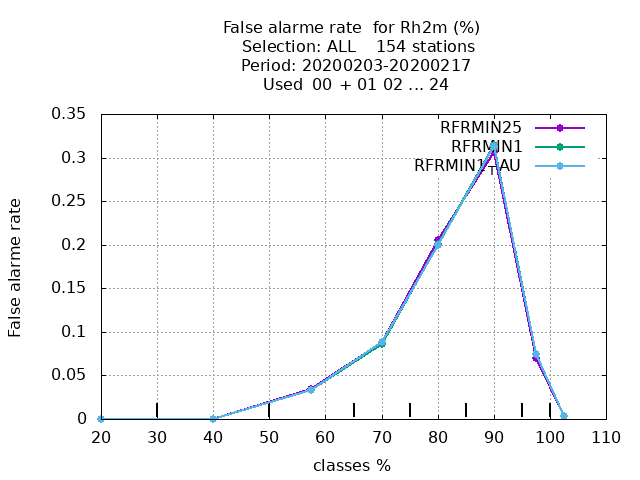 False alarme rate for Rh2m (%)
Selection: ALL 154 stations
Period: 20200203-20200217
Used 00 + 01 02 ... 24
0.35
0.3
0.25
0.2
0.15
0.1
0.05
0
False alarme rate
RFRMIN25
RFRMIN1
RFRMIN1_AU
20 30 40 50 60 70 80 90 100 110
classes %